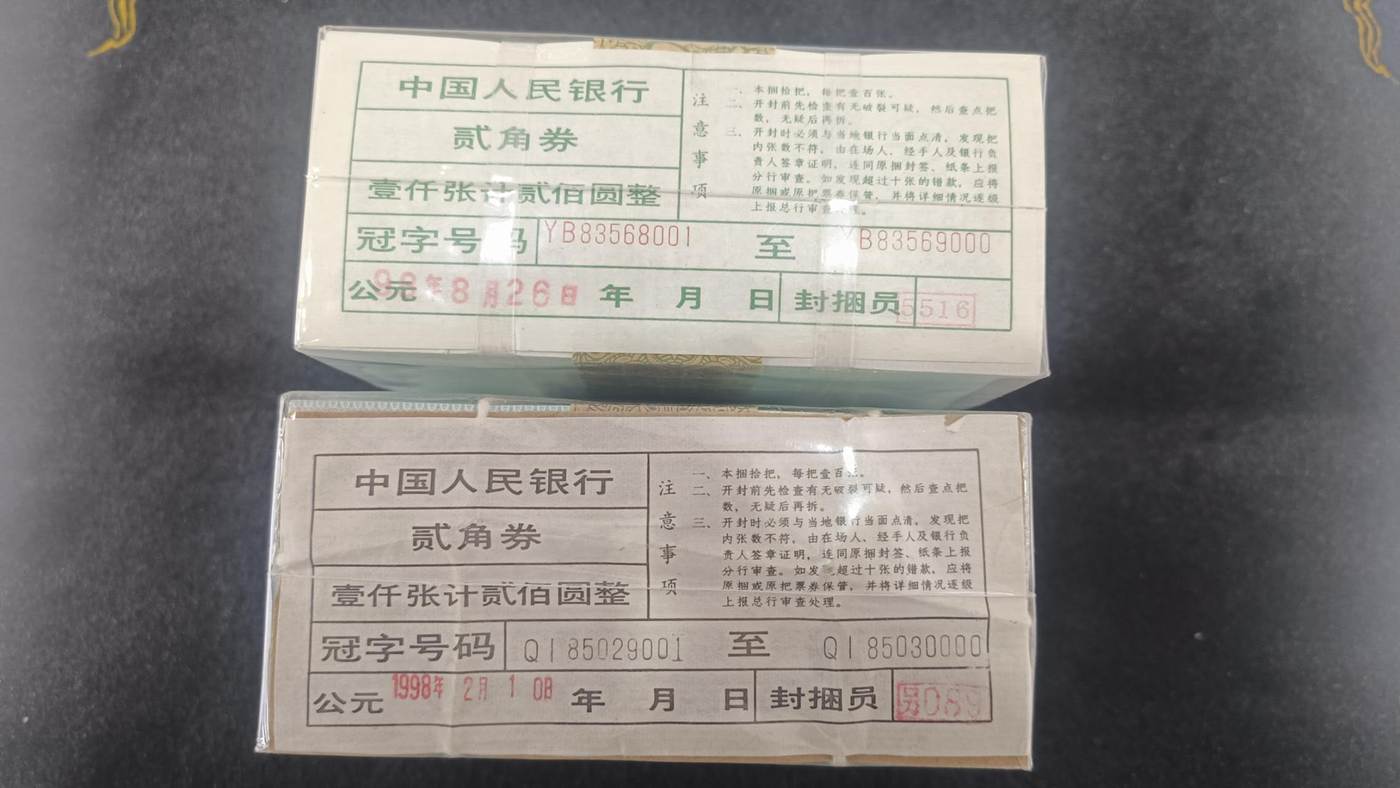 中国人民银行
贰角券
壹仟张计贰佰圆整
注意事项
一、本捆拾把，每把壹百张。
二、开封前先检查有无破裂可疑，然后查点把
数，无疑后再拆。
三、开封时必须与当地银行当面点清，发现把
内张数不符，由在场人、经手人及银行负
责人签章证明，连同原捆封签、纸条上报
分行审查。如发现超过十张的错款，应将
原捆或原把票券保管，并将详细情况逐级
上报总行审查处理。
冠字号码 YB83568001 至 YB83569000
公元 98年8月26日 年 月 日 封捆员 5516
中国人民银行
贰角券
壹仟张计贰佰圆整
注意事项
一、本捆拾把，每把壹百张。
二、开封前先检查有无破裂可疑，然后查点把
数，无疑后再拆。
三、开封时必须与当地银行当面点清，发现把
内张数不符，由在场人、经手人及银行负
责人签章证明，连同原捆封签、纸条上报
分行审查。如发现超过十张的错款，应将
原捆或原把票券保管，并将详细情况逐级
上报总行审查处理。
冠字号码 QI85029001 至 QI85030000
公元 1998年 2月 10日 年 月 日 封捆员 089